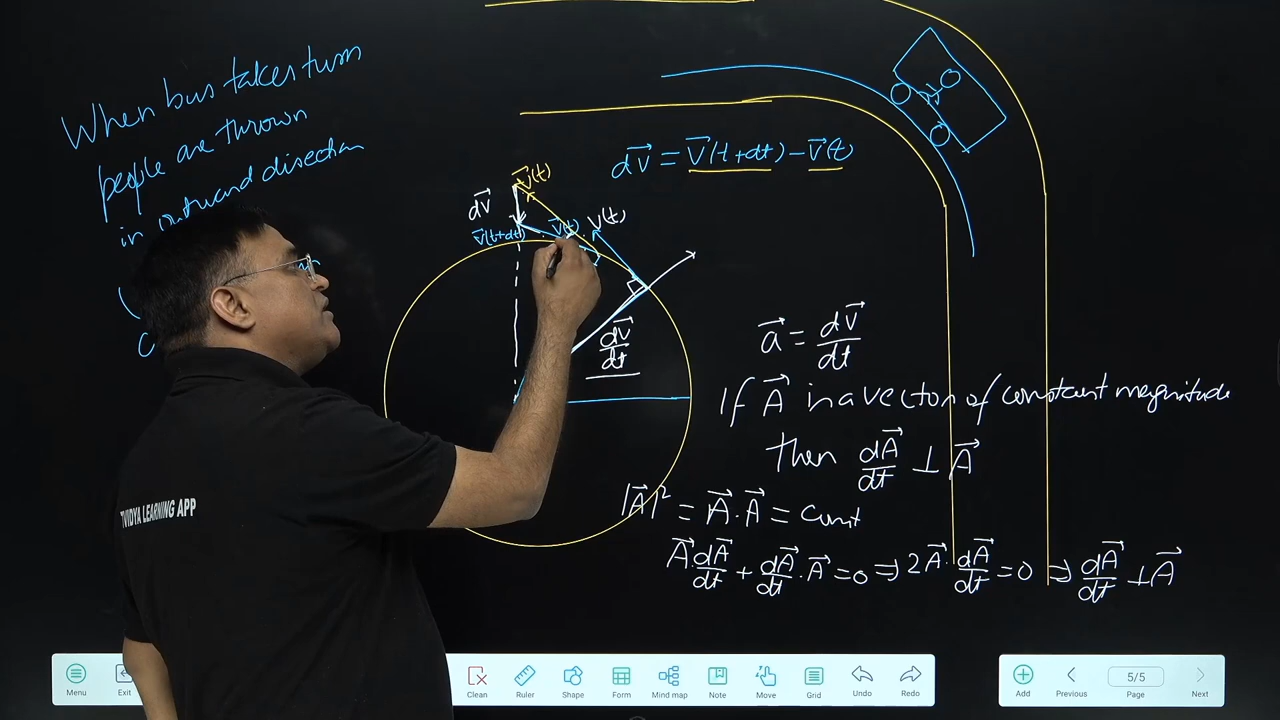 When bus takes turn
people are thrown
in outward disection
dv⃗ = V⃗(t+dt) − V⃗(t)
V⃗(t)
dv⃗
V⃗(t+dt)
V⃗(t)
V(t)
dv⃗/dt
a⃗ = dv⃗/dt
If A⃗ in a vector of constant magnitude
then dA⃗/dt ⊥ A⃗
|A⃗|² = A⃗.A⃗ = Const
A⃗ dA⃗/dt + dA⃗/dt . A⃗ = 0 ⇒ 2A⃗ . dA⃗/dt = 0 ⇒ dA⃗/dt ⊥ A⃗
VIDYA LEARNING APP
Menu Exit Clean Ruler Shape Form Mind map Note Move Grid Undo Redo Add Previous 5/5 Page Next